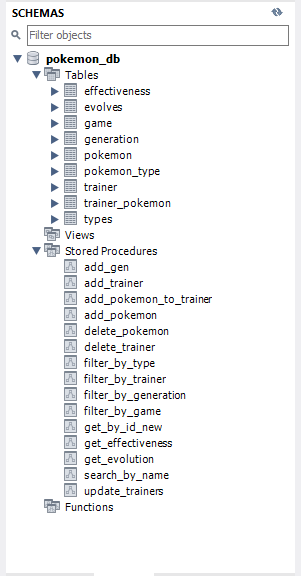 SCHEMAS
Filter objects
pokemon_db
Tables
effectiveness
evolves
game
generation
pokemon
pokemon_type
trainer
trainer_pokemon
types
Views
Stored Procedures
add_gen
add_trainer
add_pokemon_to_trainer
add_pokemon
delete_pokemon
delete_trainer
filter_by_type
filter_by_trainer
filter_by_generation
filter_by_game
get_by_id_new
get_effectiveness
get_evolution
search_by_name
update_trainers
Functions